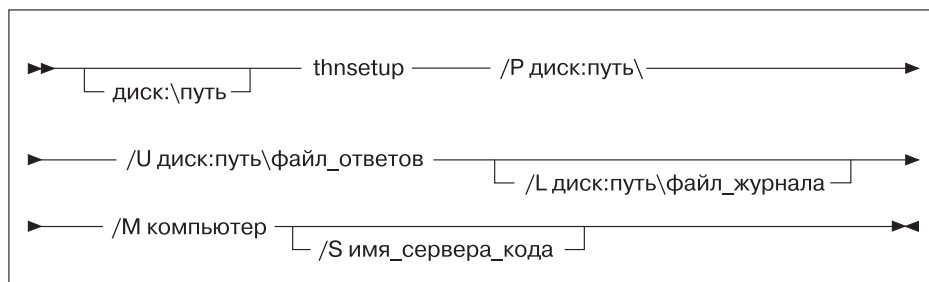 thnsetup /P диск:путь\
диск:\путь
/U диск:путь\файл_ответов
/L диск:путь\файл_журнала
/M компьютер
/S имя_сервера_кода